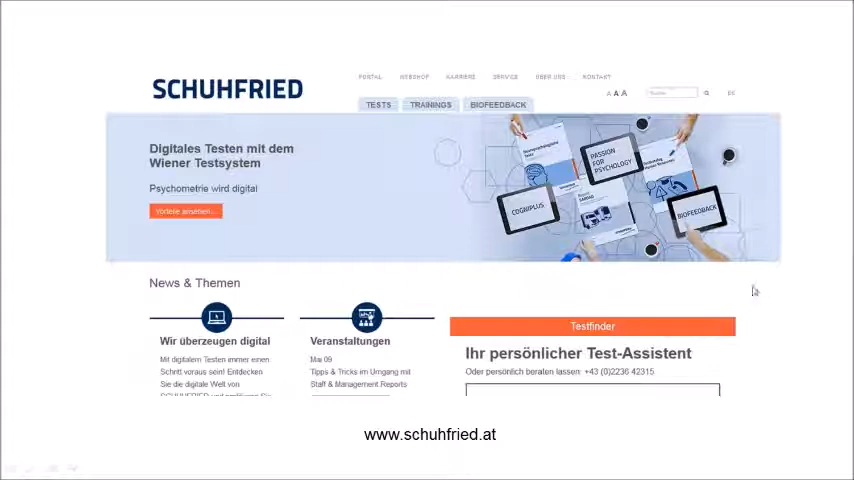 PORTAL WEBSHOP KARRIERE SERVICE ÜBER UNS KONTAKT
SCHUHFRIED
A A A
TESTS TRAININGS BIOFEEDBACK
Digitales Testen mit dem
Wiener Testsystem
Psychometrie wird digital
Vorteile ansehen...
PASSION
FOR
PSYCHOLOGY
COGNIPLUS
BIOFEEDBACK
News & Themen
Wir überzeugen digital
Mit digitalem Testen immer einen
Schritt voraus sein! Entdecken
Sie die digitale Welt von
Veranstaltungen
Mai 09
Tipps & Tricks im Umgang mit
Staff & Management Reports
Testfinder
Ihr persönlicher Test-Assistent
Oder persönlich beraten lassen: +43 (0)2236 42315
www.schuhfried.at